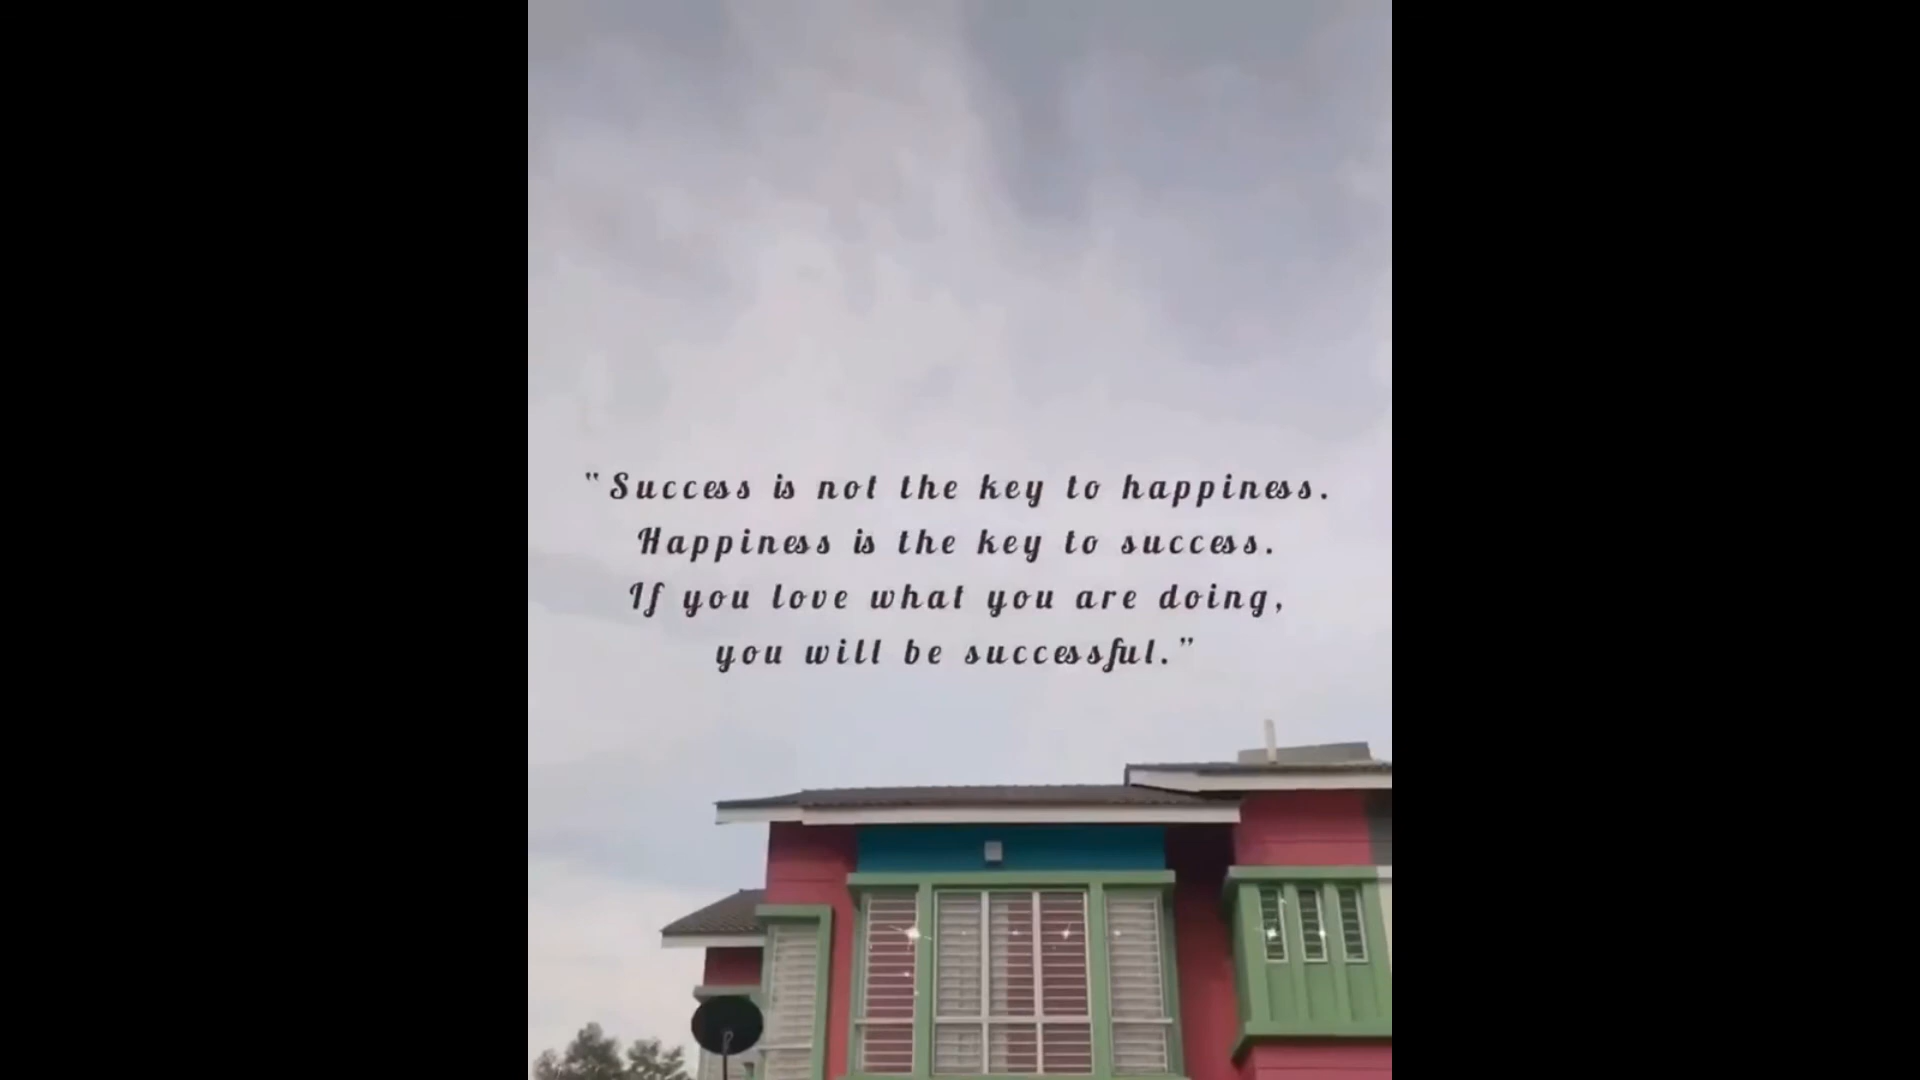 "Success is not the key to happiness.
Happiness is the key to success.
If you love what you are doing,
you will be successful."